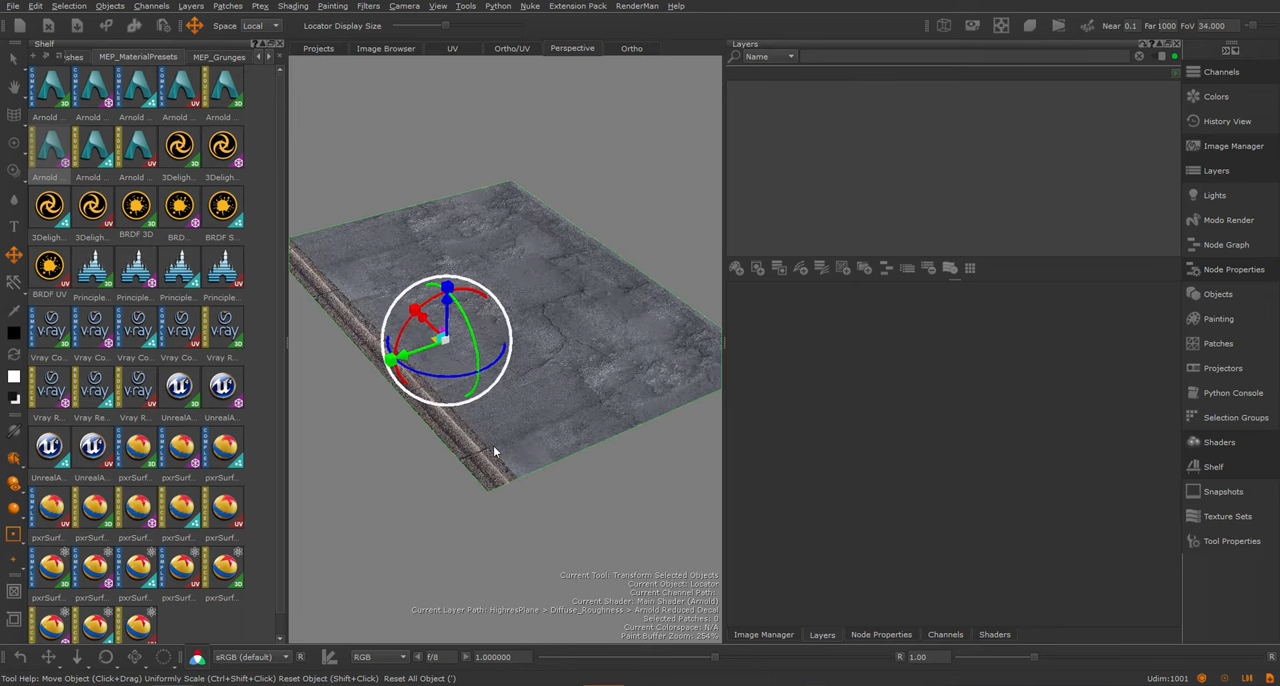 File Edit Selection Objects Channels Layers Patches Ptex Shading Painting Filters Camera View Tools Python Nuke Extension Pack RenderMan Help
Space Local Locator Display Size Near 0.1 Far 1000 FoV 34.000
Shelf Layers
shes MEP_MaterialPresets MEP_Grunges Projects Image Browser UV Ortho/UV Perspective Ortho Name
Arnold ... Arnold ... Arnold ... Arnold ... Arnold ...
Arnold ... Arnold ... Arnold ... 3Deligh... 3Deligh...
3Deligh... 3Deligh... BRDF 3D BRD... BRDF S...
BRDF UV Principle... Principle... Principle... Principle...
Vray Co... Vray Co... Vray Co... Vray Co... Vray R...
Vray R... Vray Re... Vray R... UnrealA... UnrealA...
UnrealA... UnrealA... pxrSurf... pxrSurf... pxrSurf...
pxrSurf... pxrSurf... pxrSurf... pxrSurf... pxrSurf...
pxrSurf... pxrSurf... pxrSurf... pxrSurf... pxrSurf...
Channels
Colors
History View
Image Manager
Layers
Lights
Modo Render
Node Graph
Node Properties
Objects
Painting
Patches
Projectors
Python Console
Selection Groups
Shaders
Shelf
Snapshots
Texture Sets
Tool Properties
Current Tool: Transform Selected Objects
Current Object: Locator
Current Channel Path:
Current Shader: Main Shader (Arnold)
Current Layer Path: HighresPlane > Diffuse_Roughness > Arnold Reduced Decal
Selected Patches: 0
Current Colorspace: N/A
Paint Buffer Zoom: 254%
Image Manager Layers Node Properties Channels Shaders
sRGB (default) R RGB f/8 1.000000 R 1.00 R
Tool Help: Move Object (Click+Drag) Uniformly Scale (Ctrl+Shift+Click) Reset Object (Shift+Click) Reset All Object (') Udim:1001